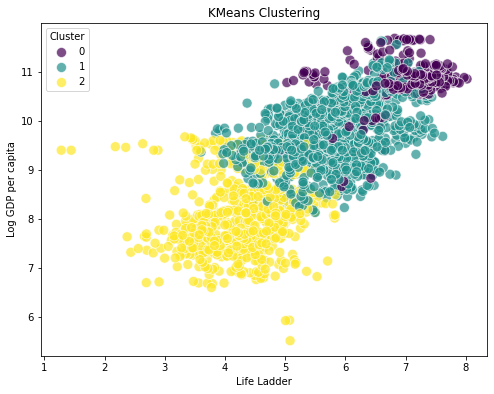 KMeans Clustering
Cluster
0
1
2
11
10
9
8
7
6
Log GDP per capita
1 2 3 4 5 6 7 8
Life Ladder